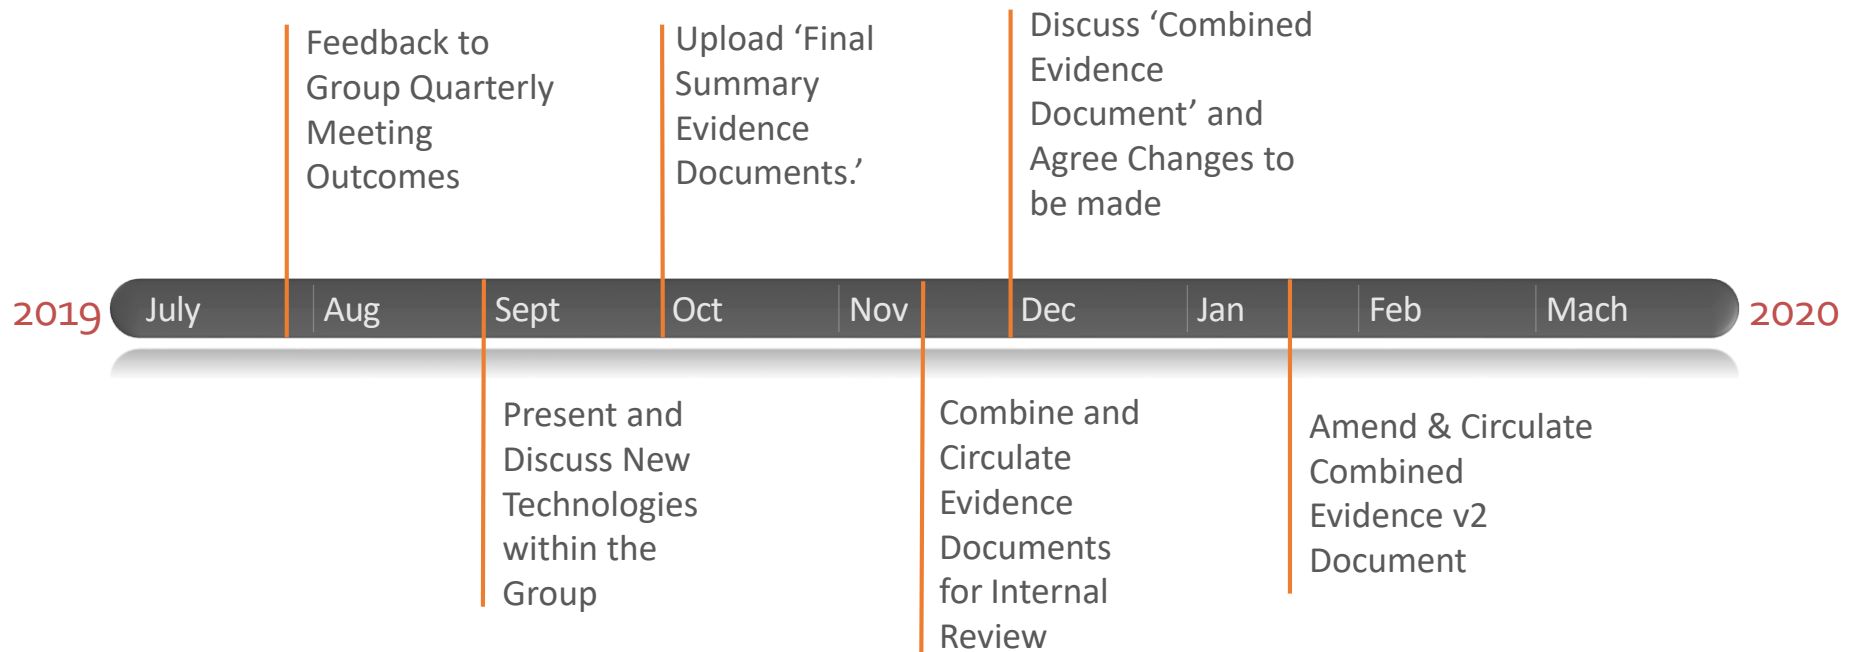 Feedback to
Group Quarterly
Meeting
Outcomes
Upload ‘Final
Summary
Evidence
Documents.’
Discuss ‘Combined
Evidence
Document’ and
Agree Changes to
be made
2019
July
Aug
Sept
Oct
Nov
Dec
Jan
Feb
Mach
2020
Present and
Discuss New
Technologies
within the
Group
Combine and
Circulate
Evidence
Documents
for Internal
Review
Amend & Circulate
Combined
Evidence v2
Document